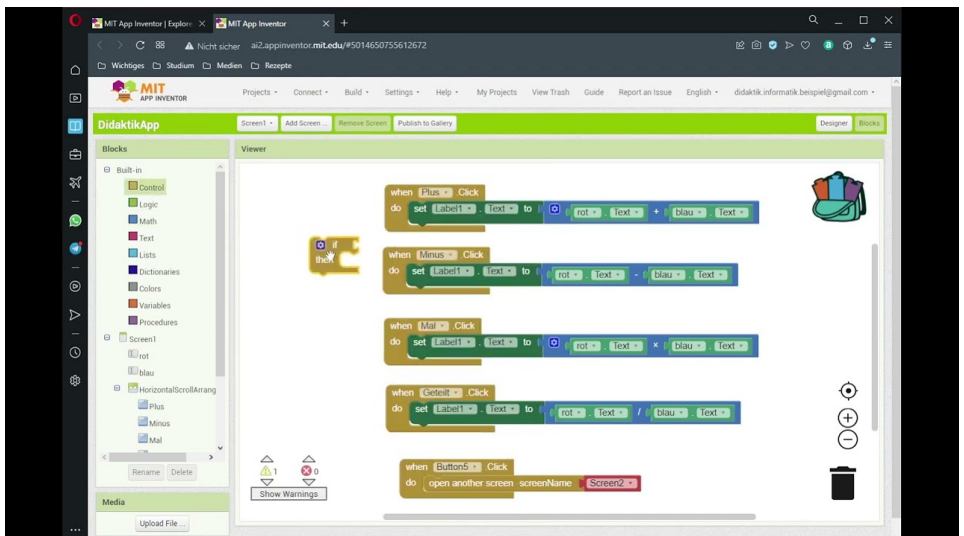 MIT App Inventor | Explore
MIT App Inventor
Nicht sicher ai2.appinventor.mit.edu/#5014650755612672
Wichtiges Studium Medien Rezepte
MIT
APP INVENTOR
Projects Connect Build Settings Help My Projects View Trash Guide Report an Issue English didaktik.informatik.beispiel@gmail.com
DidaktikApp Screen1 Add Screen ... Remove Screen Publish to Gallery Designer Blocks
Blocks
Viewer
Built-in
Control
Logic
Math
Text
Lists
Dictionaries
Colors
Variables
Procedures
Screen1
rot
blau
HorizontalScrollArrang
Plus
Minus
Mal
Rename Delete
Media
Upload File ...
if
then
when Plus .Click
do set Label1 . Text to rot . Text + blau . Text
when Minus .Click
do set Label1 . Text to rot . Text - blau . Text
when Mal .Click
do set Label1 . Text to rot . Text × blau . Text
when Geteilt .Click
do set Label1 . Text to rot . Text / blau . Text
when Button5 .Click
do open another screen screenName Screen2
1 0
Show Warnings